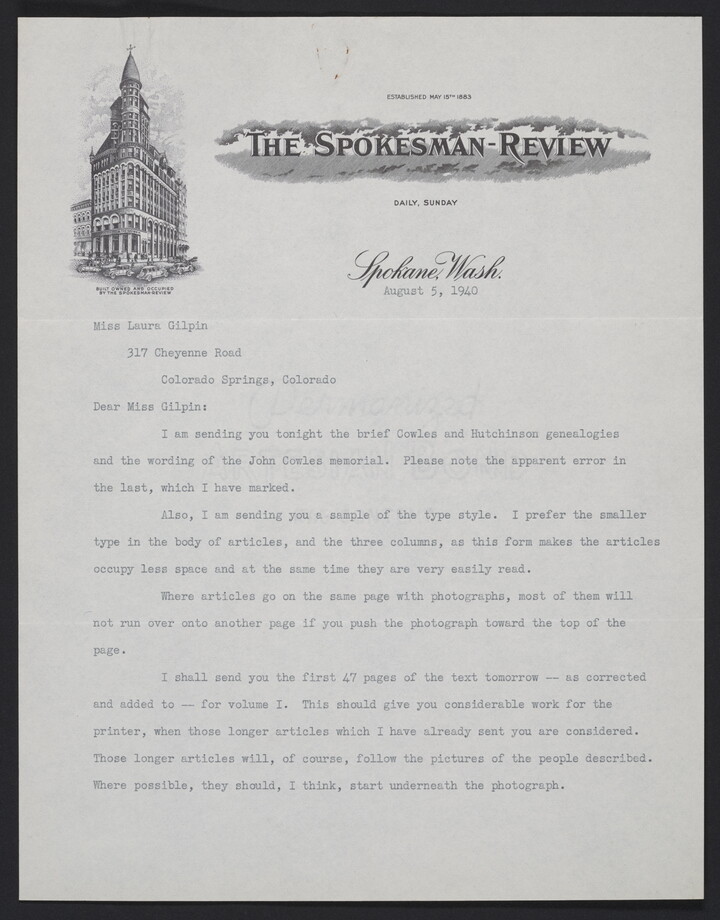 ESTABLISHED MAY 15TH 1883
THE SPOKESMAN-REVIEW
DAILY, SUNDAY
BUILT OWNED AND OCCUPIED
BY THE SPOKESMAN-REVIEW
Spokane, Wash.
August 5, 1940
Miss Laura Gilpin
317 Cheyenne Road
Colorado Springs, Colorado
Dear Miss Gilpin:
I am sending you tonight the brief Cowles and Hutchinson genealogies
and the wording of the John Cowles memorial. Please note the apparent error in
the last, which I have marked.
Also, I am sending you a sample of the type style. I prefer the smaller
type in the body of articles, and the three columns, as this form makes the articles
occupy less space and at the same time they are very easily read.
Where articles go on the same page with photographs, most of them will
not run over onto another page if you push the photograph toward the top of the
page.
I shall send you the first 47 pages of the text tomorrow -- as corrected
and added to -- for volume I. This should give you considerable work for the
printer, when those longer articles which I have already sent you are considered.
Those longer articles will, of course, follow the pictures of the people described.
Where possible, they should, I think, start underneath the photograph.